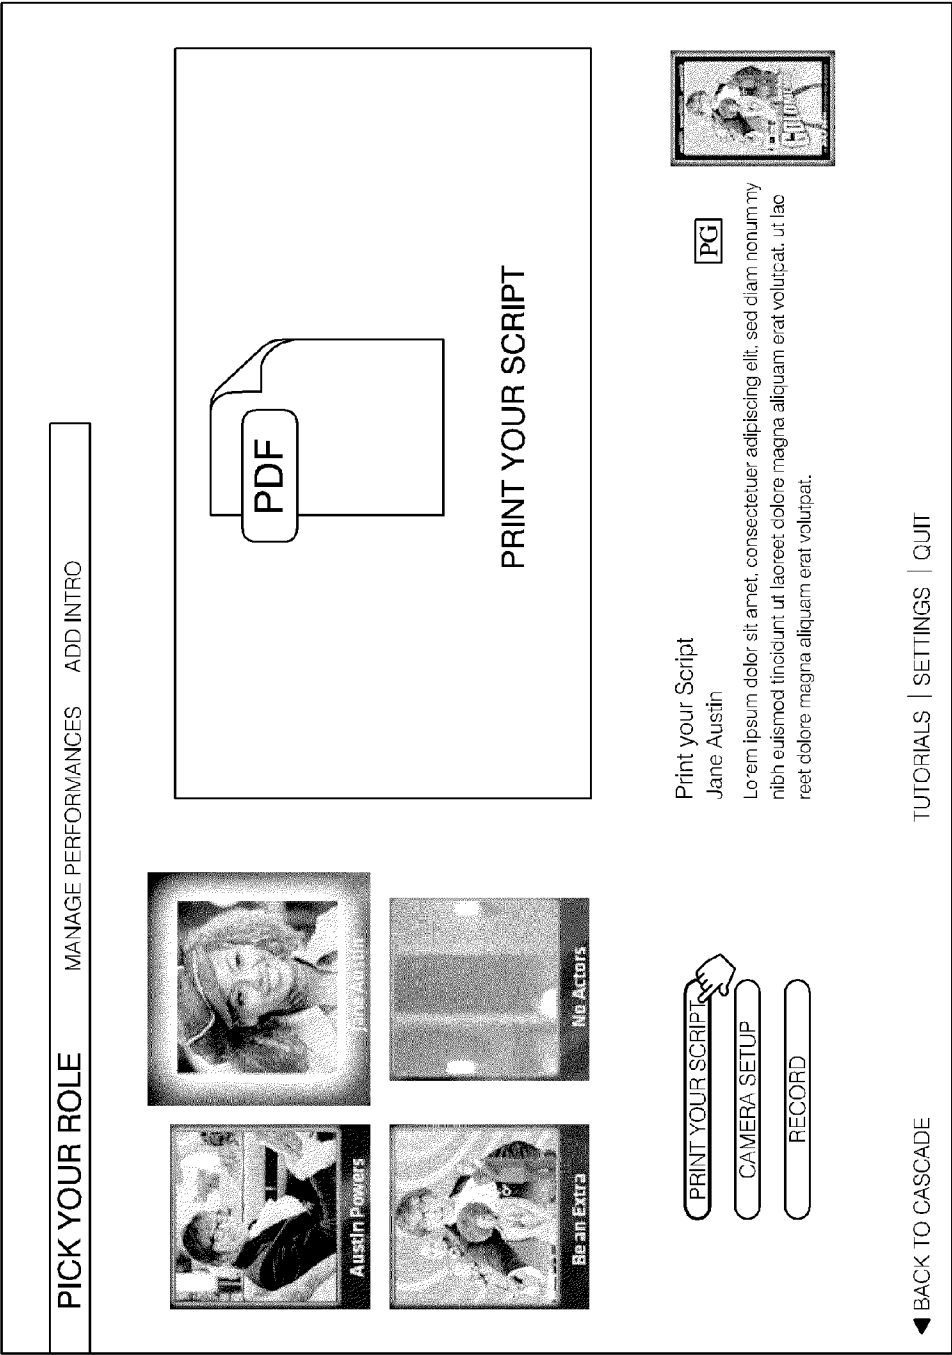 PICK YOUR ROLE
MANAGE PERFORMANCES
ADD INTRO
Austin Powers
Jane Austin
Be an Extra
No Actors
PDF
PRINT YOUR SCRIPT
PRINT YOUR SCRIPT
CAMERA SETUP
RECORD
Print your Script
Jane Austin
PG
Lorem ipsum dolor sit amet, consectetuer adipiscing elit, sed diam nonummy
nibh euismod tincidunt ut laoreet dolore magna aliquam erat volutpat. ut lao
reet dolore magna aliquam erat volutpat.
BACK TO CASCADE
TUTORIALS | SETTINGS | QUIT